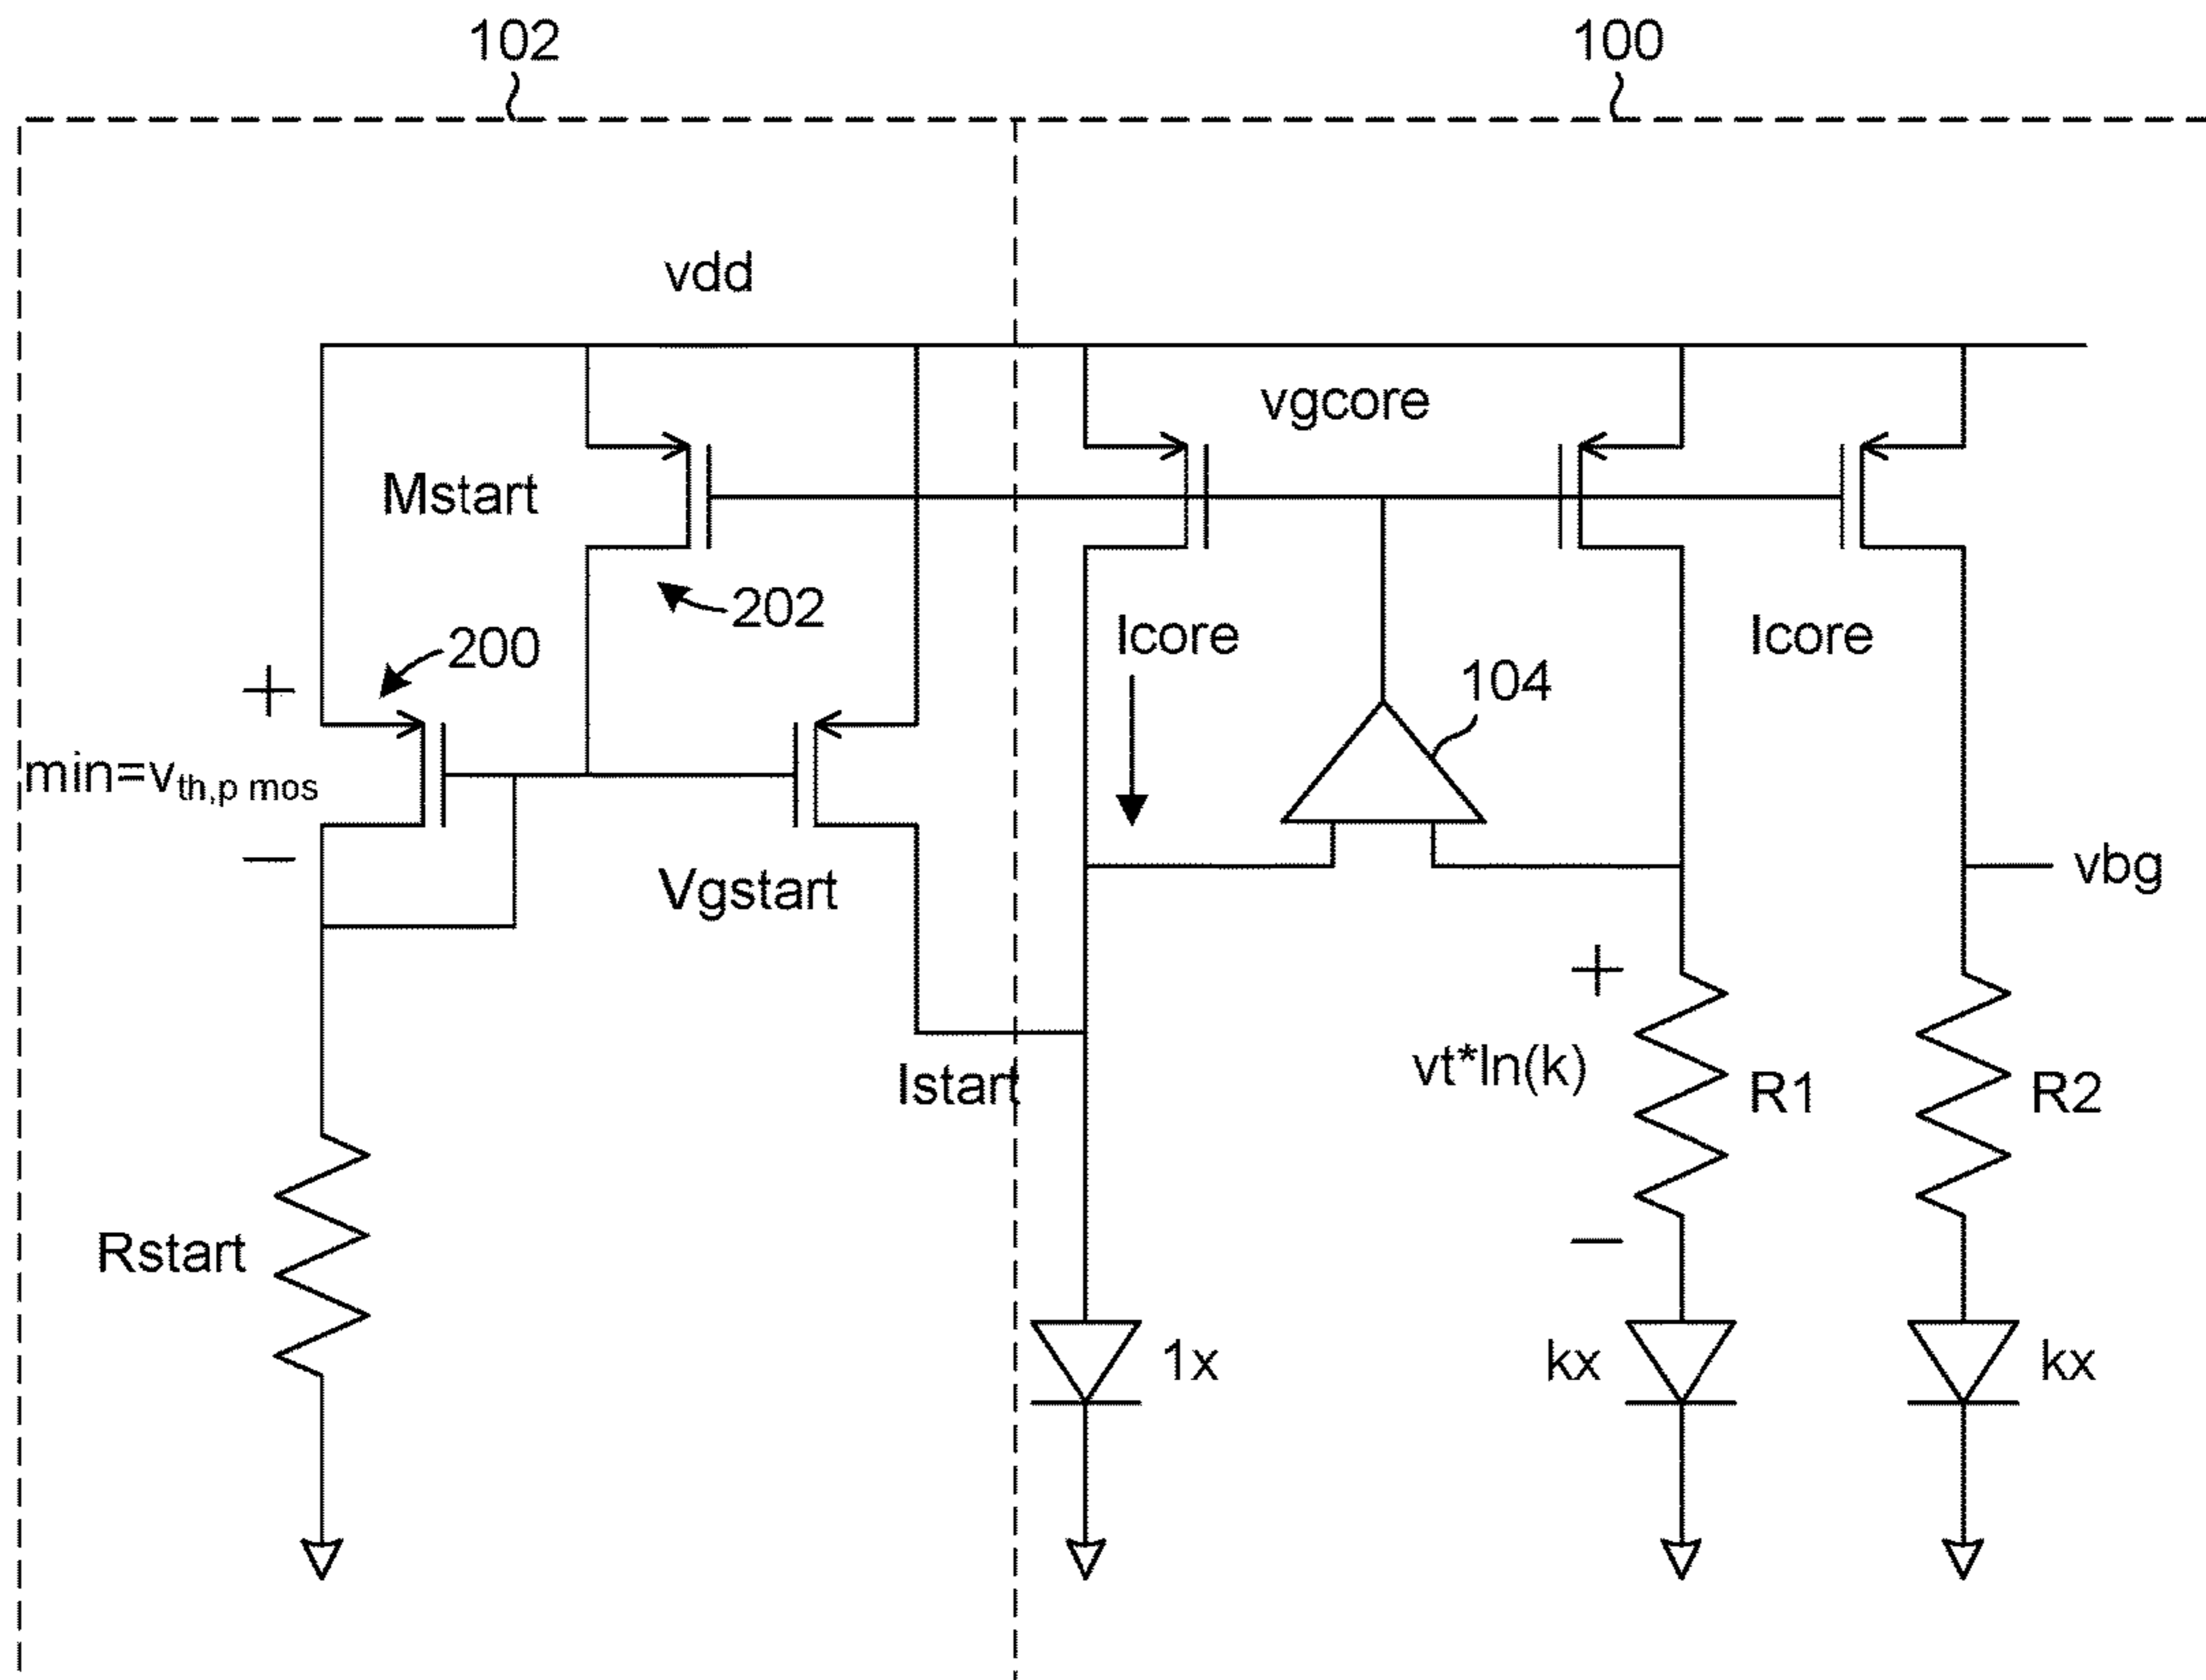 102
100
vdd
vgcore
Mstart
202
Icore
Icore
200
+
104
min=vth,p mos
−
Vgstart
vbg
+
Istart
vt*ln(k)
R1
R2
Rstart
−
1x
kx
kx